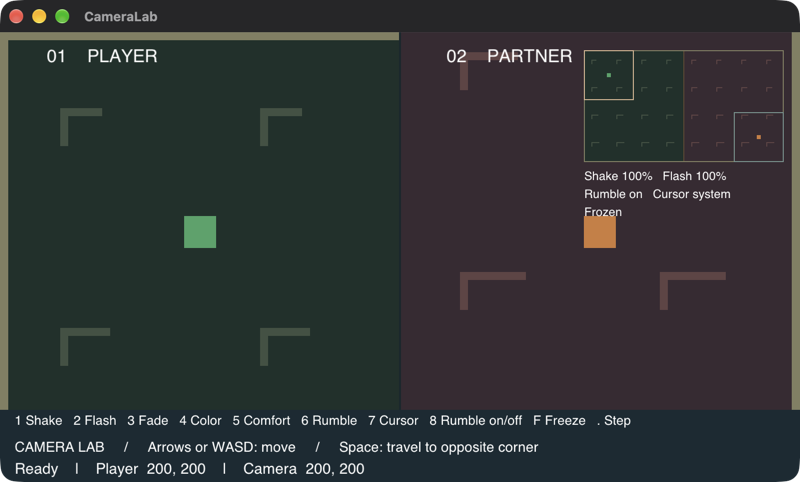 CameraLab
01 PLAYER
02 PARTNER
Shake 100% Flash 100%
Rumble on Cursor system
Frozen
1 Shake 2 Flash 3 Fade 4 Color 5 Comfort 6 Rumble 7 Cursor 8 Rumble on/off F Freeze . Step
CAMERA LAB / Arrows or WASD: move / Space: travel to opposite corner
Ready | Player 200, 200 | Camera 200, 200